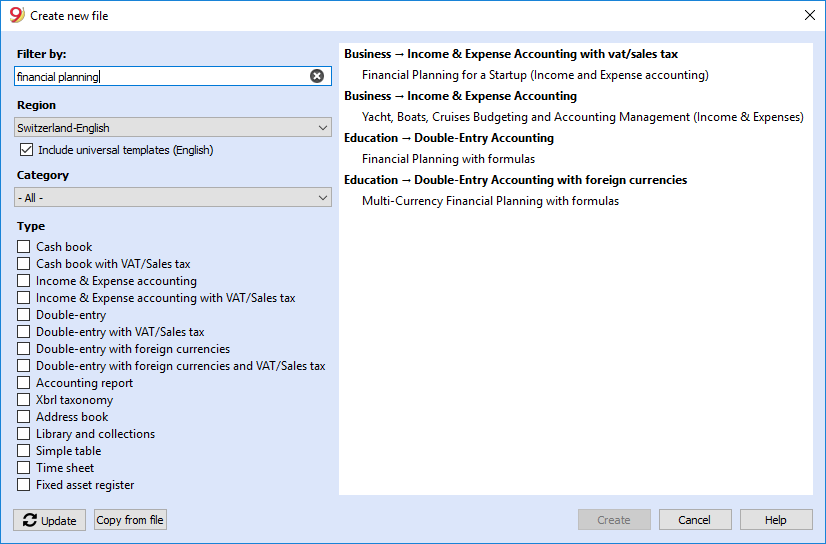 Create new file
Filter by:
financial planning
Region
Switzerland-English
Include universal templates (English)
Category
- All -
Type
Cash book
Cash book with VAT/Sales tax
Income & Expense accounting
Income & Expense accounting with VAT/Sales tax
Double-entry
Double-entry with VAT/Sales tax
Double-entry with foreign currencies
Double-entry with foreign currencies and VAT/Sales tax
Accounting report
Xbrl taxonomy
Address book
Library and collections
Simple table
Time sheet
Fixed asset register
Business → Income & Expense Accounting with vat/sales tax
Financial Planning for a Startup (Income and Expense accounting)
Business → Income & Expense Accounting
Yacht, Boats, Cruises Budgeting and Accounting Management (Income & Expenses)
Education → Double-Entry Accounting
Financial Planning with formulas
Education → Double-Entry Accounting with foreign currencies
Multi-Currency Financial Planning with formulas
Update
Copy from file
Create
Cancel
Help